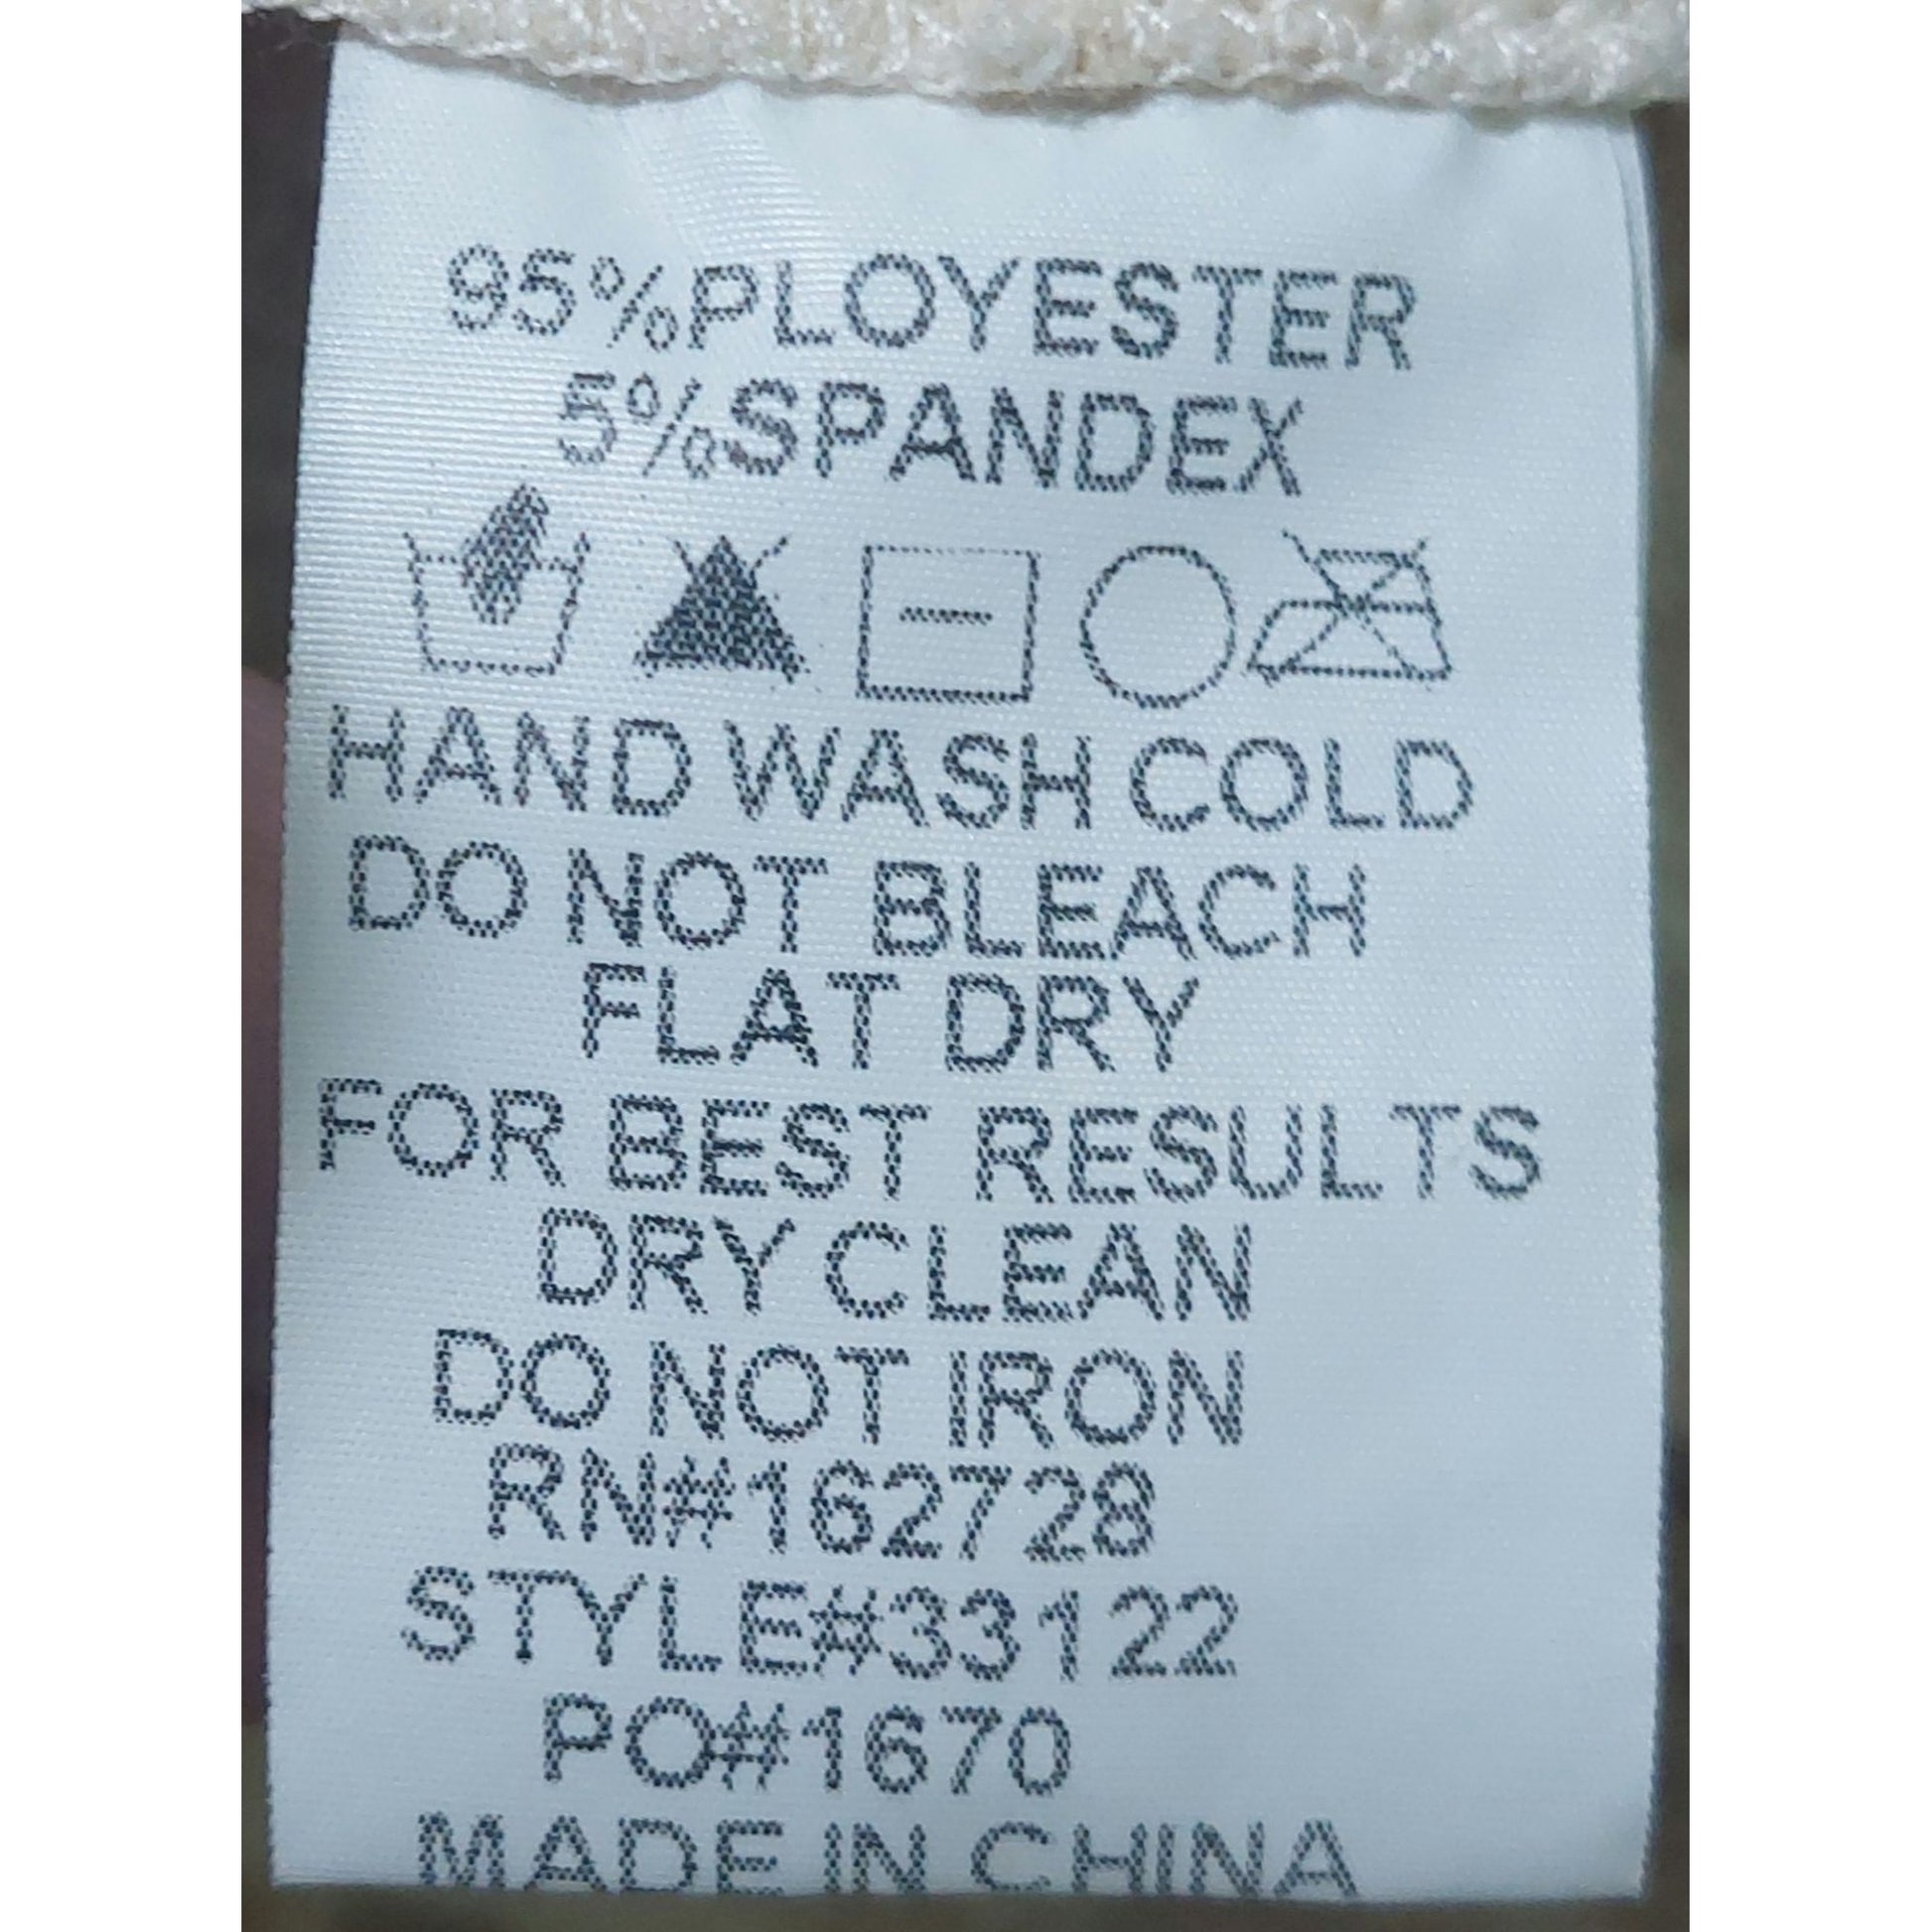 95%PLOYESTER
5%SPANDEX
HAND WASH COLD
DO NOT BLEACH
FLAT DRY
FOR BEST RESULTS
DRY CLEAN
DO NOT IRON
RN#162728
STYLE#33122
PO#1670
MADE IN CHINA